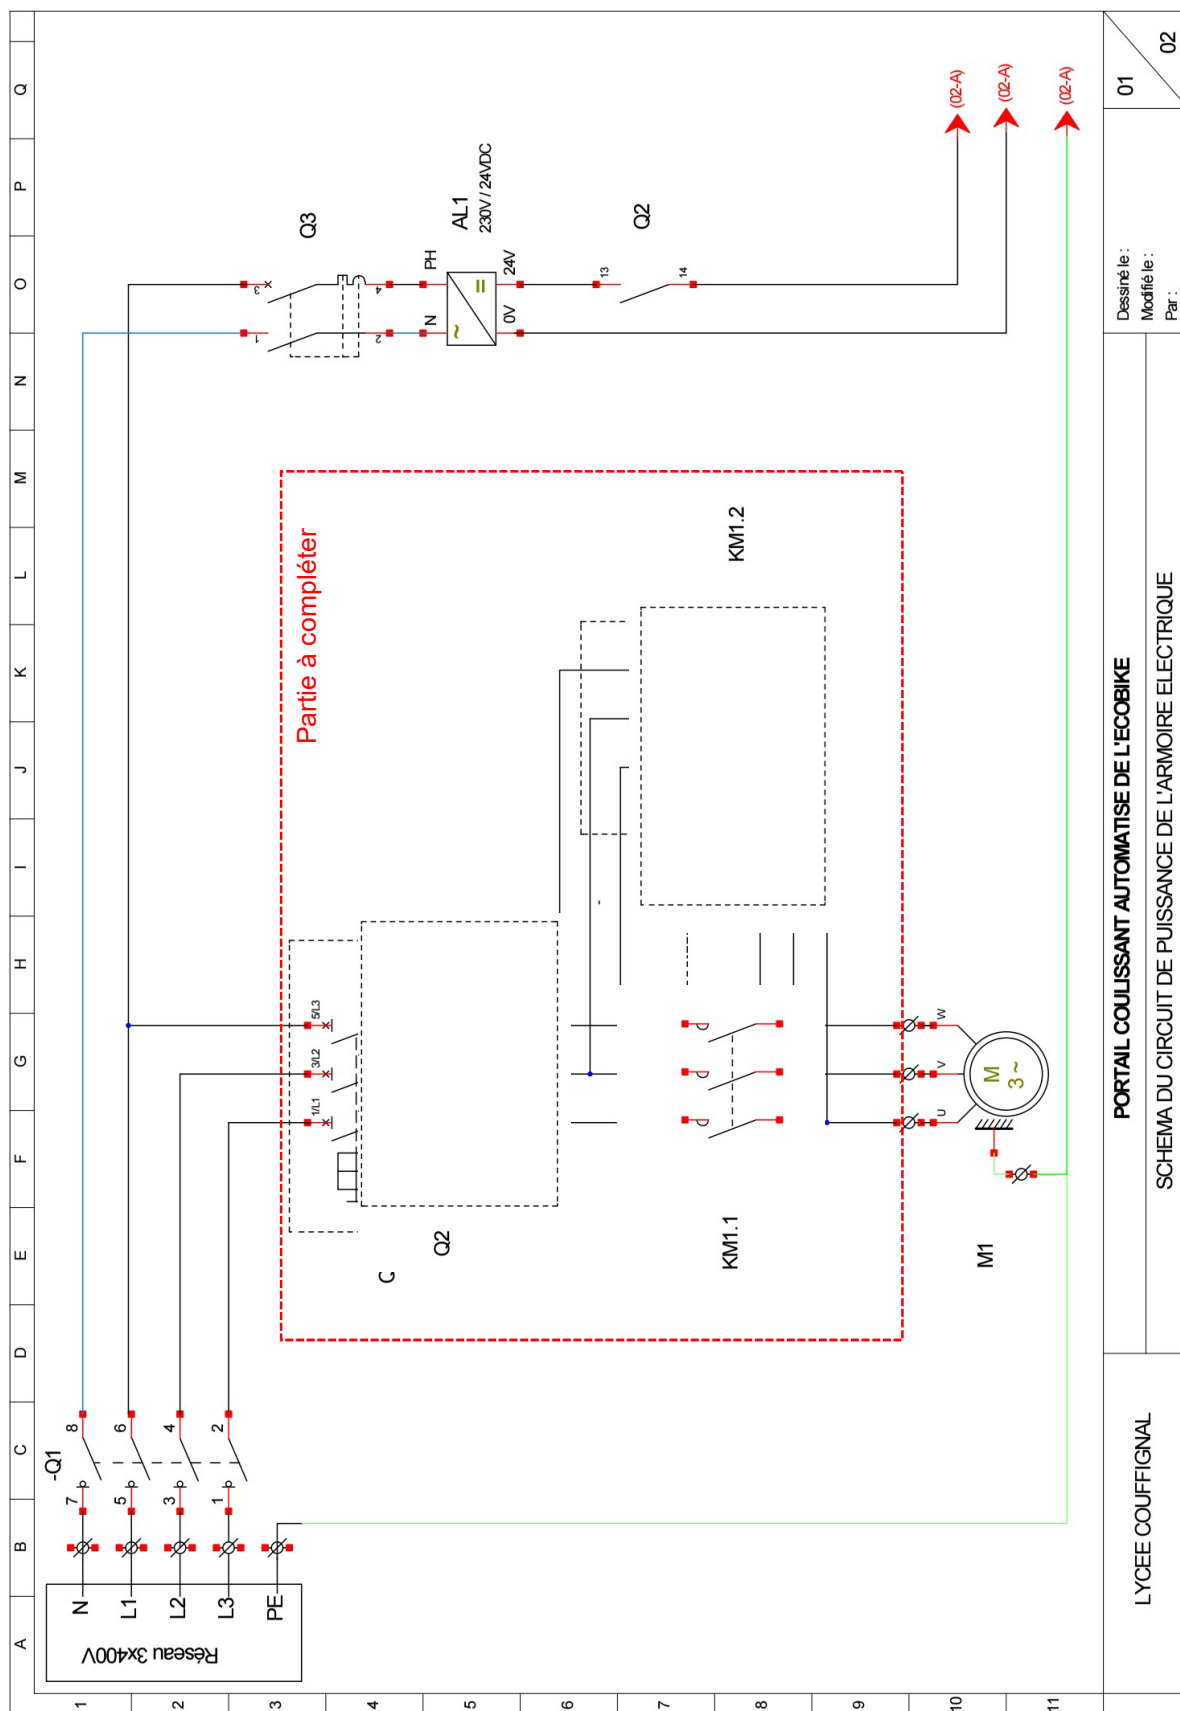 A B C D E F G H I J K L M N O P Q
1
2
3
4
5
6
7
8
9
10
11
Réseau 3x400V
N
L1
L2
L3
PE
-Q1
7 8
5 6
3 4
1 2
Partie à compléter
1/L1 3/L2 5/L3
Q2
KM1.1
KM1.2
U V W
M
3~
M1
Q3
1 3
2 4
N PH
AL1
230V / 24VDC
~ =
0V 24V
Q2
13
14
(02-A)
(02-A)
(02-A)
LYCEE COUFFIGNAL
PORTAIL COULISSANT AUTOMATISE DE L'ECOBIKE
SCHEMA DU CIRCUIT DE PUISSANCE DE L'ARMOIRE ELECTRIQUE
Dessiné le :
Modifié le :
Par :
01
02